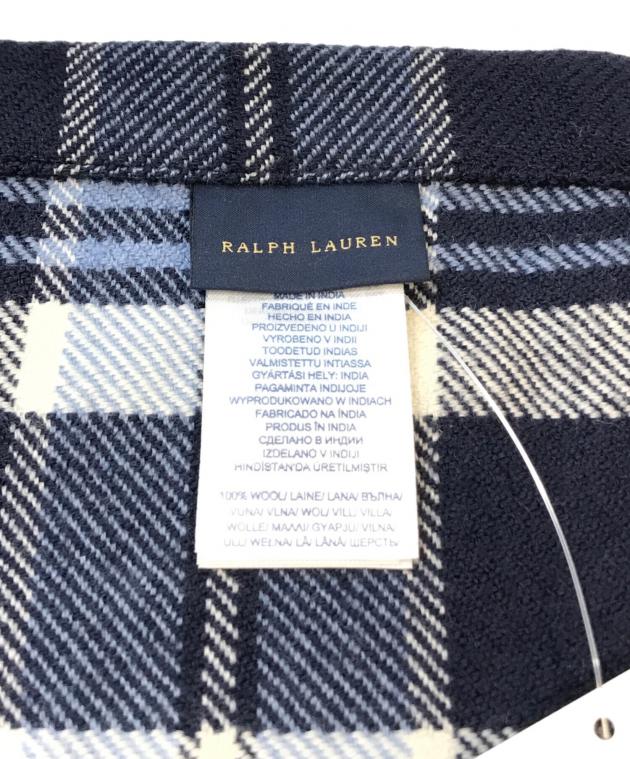 RALPH LAUREN
MADE IN INDIA
FABRIQUÉ EN INDE
HECHO EN INDIA
PROIZVEDENO U INDIJI
VYROBENO V INDII
TOODETUD INDIAS
VALMISTETTU INTIASSA
GYÁRTÁSI HELY: INDIA
PAGAMINTA INDIJOJE
WYPRODUKOWANO W INDIACH
FABRICADO NA ÍNDIA
PRODUS ÎN INDIA
СДЕЛАНО В ИНДИИ
IZDELANO V INDIJI
HINDİSTAN'DA ÜRETİLMİŞTİR
100% WOOL/ LAINE/ LANA/ ВЪЛНА/
VUNA/ VLNA/ WOL/ VILL/ VILLA/
WOLLE/ ΜΑΛΛΙ/ GYAPJÚ/ VILNA/
ULL/ WEŁNA/ LÃ/ LÂNĂ/ ШЕРСТЬ/